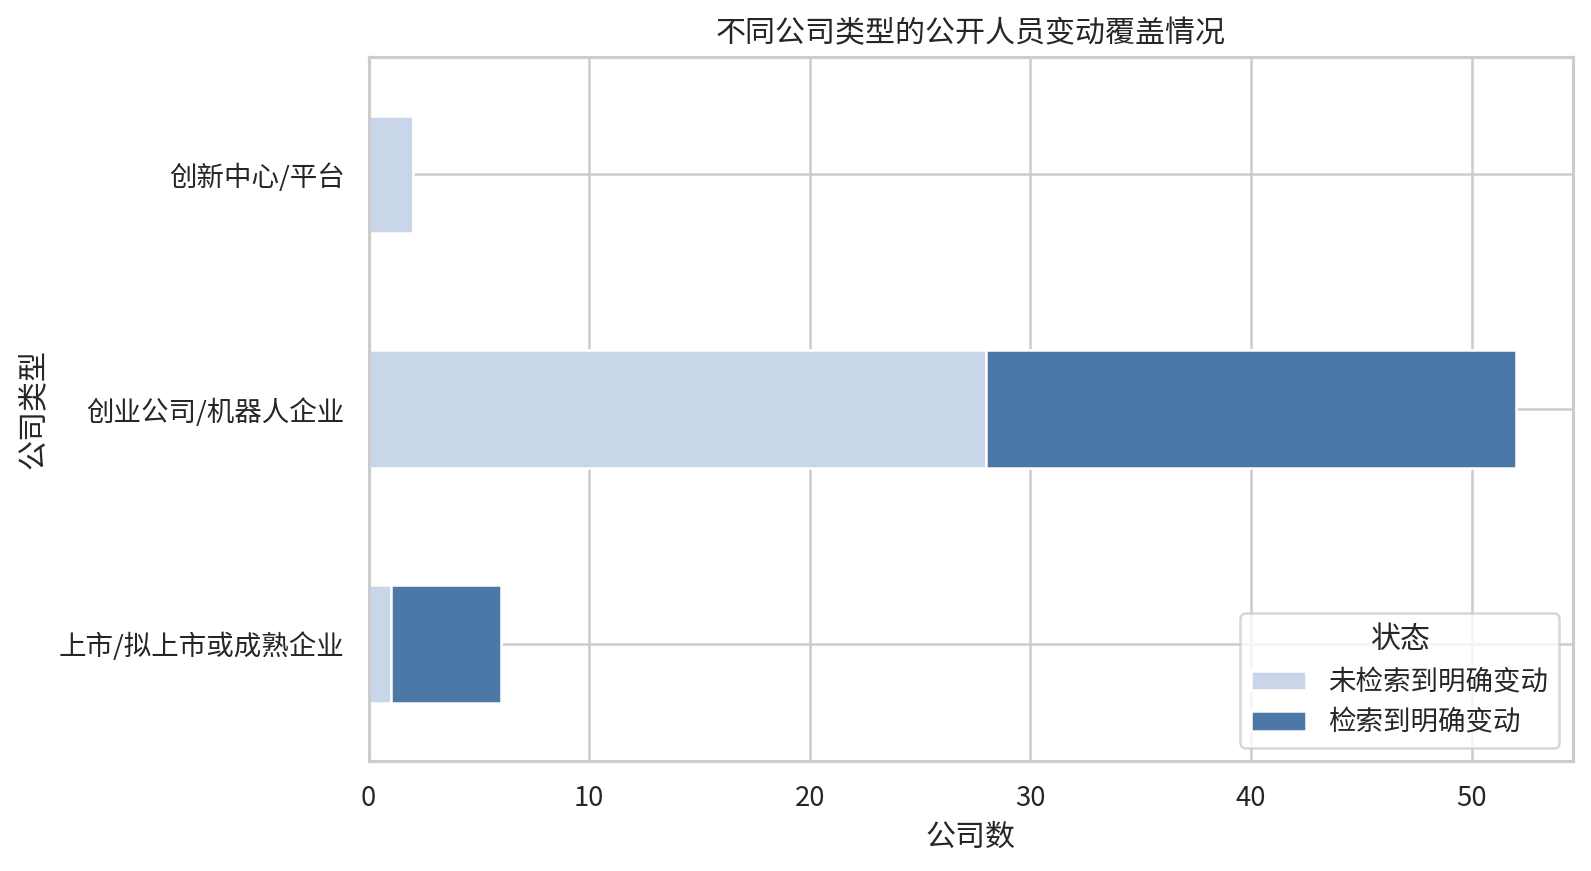 不同公司类型的公开人员变动覆盖情况
公司类型
创新中心/平台
创业公司/机器人企业
上市/拟上市或成熟企业
状态
未检索到明确变动
检索到明确变动
0 10 20 30 40 50
公司数